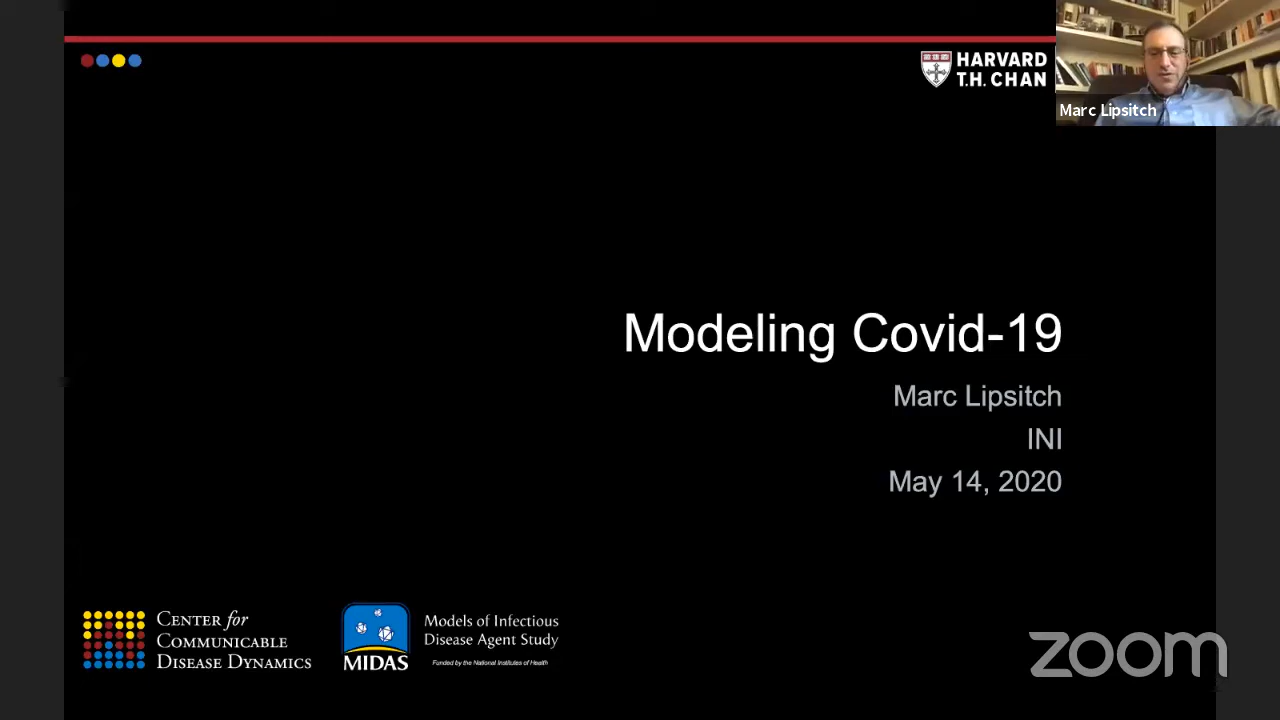 HARVARD
T.H. CHAN
Marc Lipsitch
Modeling Covid-19
Marc Lipsitch
INI
May 14, 2020
CENTER for
COMMUNICABLE
DISEASE DYNAMICS
MIDAS
Models of Infectious
Disease Agent Study
Funded by the National Institutes of Health
zoom